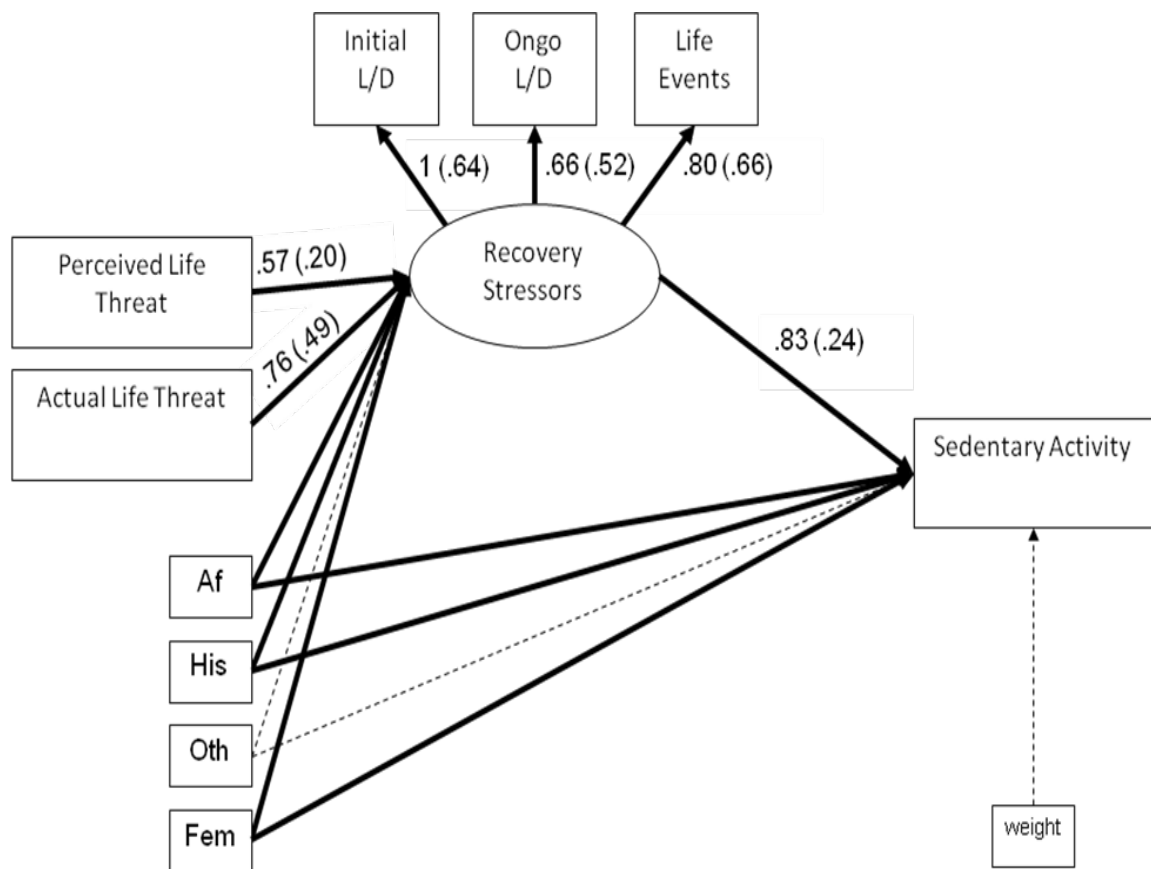 Initial
L/D
Ongo
L/D
Life
Events
1 (.64)
.66 (.52)
.80 (.66)
Perceived Life
Threat
.57 (.20)
Recovery
Stressors
.76 (.49)
Actual Life Threat
.83 (.24)
Sedentary Activity
Af
His
Oth
Fem
weight